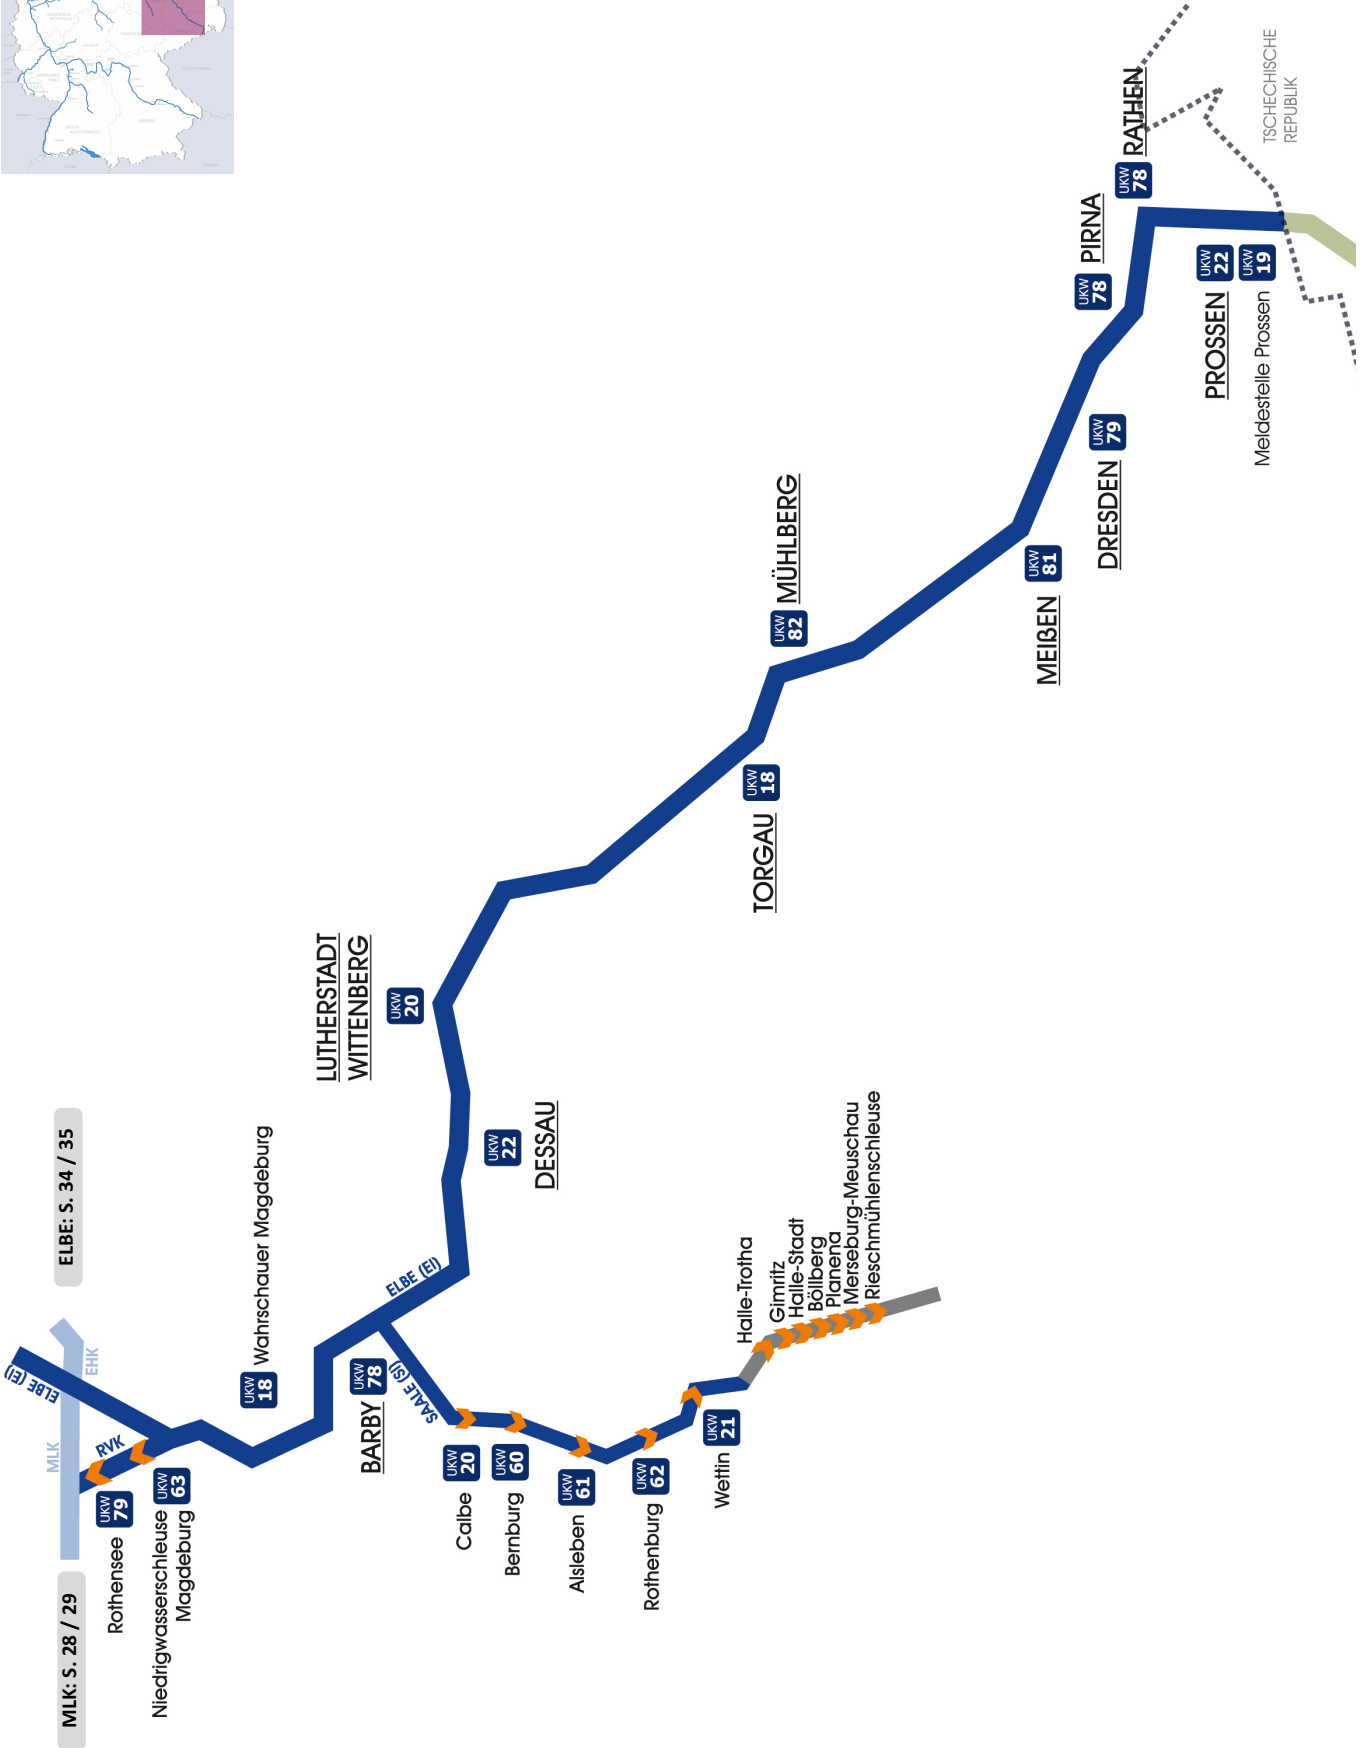 MLK: S. 28 / 29
ELBE: S. 34 / 35
MLK
EHK
ELBE (El)
RVK
Rothensee
UKW
79
Niedrigwasserschleuse
Magdeburg
UKW
63
UKW
18
Wahrschauer Magdeburg
BARBY
UKW
78
ELBE (El)
SAALE (Sl)
Calbe
UKW
20
Bernburg
UKW
60
Alsleben
UKW
61
Rothenburg
UKW
62
Wettin
UKW
21
Halle-Trotha
Gimritz
Halle-Stadt
Böllberg
Planena
Merseburg-Meuschau
Rieschmühlenschleuse
DESSAU
UKW
22
LUTHERSTADT
WITTENBERG
UKW
20
TORGAU
UKW
18
UKW
82
MÜHLBERG
MEIßEN
UKW
81
DRESDEN
UKW
79
UKW
78
PIRNA
UKW
78
RATHEN
PROSSEN
UKW
22
Meldestelle Prossen
UKW
19
TSCHECHISCHE
REPUBLIK